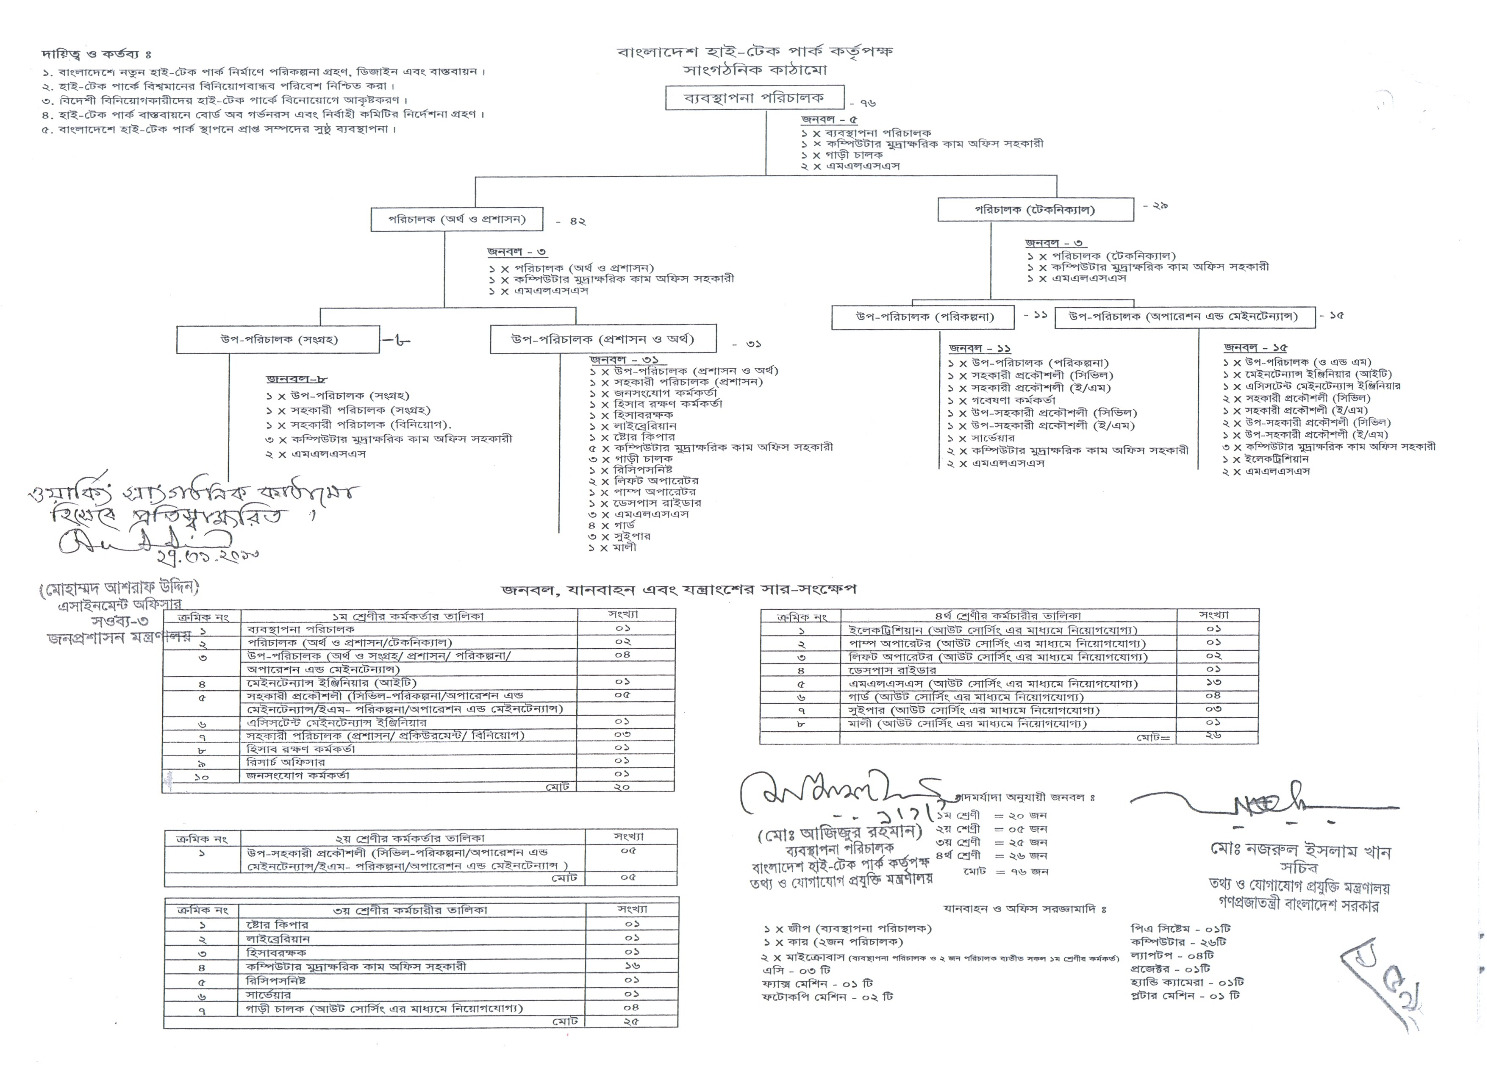 দায়িত্ব ও কর্তব্য ঃ
১. বাংলাদেশে নতুন হাই-টেক পার্ক নির্মাণে পরিকল্পনা গ্রহণ, ডিজাইন এবং বাস্তবায়ন।
২. হাই-টেক পার্কে বিশ্বমানের বিনিয়োগবান্ধব পরিবেশ নিশ্চিত করা।
৩. বিদেশী বিনিয়োগকারীদের হাই-টেক পার্কে বিনোয়োগে আকৃষ্টকরণ।
৪. হাই-টেক পার্ক বাস্তবায়নে বোর্ড অব গর্ভনরস এবং নির্বাহী কমিটির নির্দেশনা গ্রহণ।
৫. বাংলাদেশে হাই-টেক পার্ক স্থাপনে প্রাপ্ত সম্পদের সুষ্ঠু ব্যবস্থাপনা।
বাংলাদেশ হাই-টেক পার্ক কর্তৃপক্ষ
সাংগঠনিক কাঠামো
ব্যবস্থাপনা পরিচালক - ৭৬
জনবল - ৫
১ X ব্যবস্থাপনা পরিচালক
১ X কম্পিউটার মুদ্রাক্ষরিক কাম অফিস সহকারী
১ X গাড়ী চালক
২ X এমএলএসএস
পরিচালক (অর্থ ও প্রশাসন) - ৪২
জনবল - ৩
১ X পরিচালক (অর্থ ও প্রশাসন)
১ X কম্পিউটার মুদ্রাক্ষরিক কাম অফিস সহকারী
১ X এমএলএসএস
পরিচালক (টেকনিক্যাল) - ২৯
জনবল - ৩
১ X পরিচালক (টেকনিক্যাল)
১ X কম্পিউটার মুদ্রাক্ষরিক কাম অফিস সহকারী
১ X এমএলএসএস
উপ-পরিচালক (সংগ্রহ) -৮
জনবল-৮
১ X উপ-পরিচালক (সংগ্রহ)
১ X সহকারী পরিচালক (সংগ্রহ)
১ X সহকারী পরিচালক (বিনিয়োগ).
৩ X কম্পিউটার মুদ্রাক্ষরিক কাম অফিস সহকারী
২ X এমএলএসএস
উপ-পরিচালক (প্রশাসন ও অর্থ) - ৩১
জনবল - ৩১
১ X উপ-পরিচালক (প্রশাসন ও অর্থ)
১ X সহকারী পরিচালক (প্রশাসন)
১ X জনসংযোগ কর্মকর্তা
১ X হিসাব রক্ষণ কর্মকর্তা
১ X হিসাবরক্ষক
১ X লাইব্রেরিয়ান
১ X ষ্টোর কিপার
৫ X কম্পিউটার মুদ্রাক্ষরিক কাম অফিস সহকারী
৩ X গাড়ী চালক
১ X রিসিপসনিষ্ট
২ X লিফট অপারেটর
১ X পাম্প অপারেটর
১ X ডেসপাস রাইডার
৩ X এমএলএসএস
৪ X গার্ড
৩ X সুইপার
১ X মালী
উপ-পরিচালক (পরিকল্পনা) - ১১
জনবল - ১১
১ X উপ-পরিচালক (পরিকল্পনা)
১ X সহকারী প্রকৌশলী (সিভিল)
১ X সহকারী প্রকৌশলী (ই/এম)
১ X গবেষণা কর্মকর্তা
১ X উপ-সহকারী প্রকৌশলী (সিভিল)
১ X উপ-সহকারী প্রকৌশলী (ই/এম)
১ X সার্ভেয়ার
২ X কম্পিউটার মুদ্রাক্ষরিক কাম অফিস সহকারী
২ X এমএলএসএস
উপ-পরিচালক (অপারেশন এন্ড মেইনটেন্যান্স) - ১৫
জনবল - ১৫
১ X উপ-পরিচালক (ও এন্ড এম)
১ X মেইনটেন্যান্স ইঞ্জিনিয়ার (আইটি)
১ X এসিসটেন্ট মেইনটেন্যান্স ইঞ্জিনিয়ার
২ X সহকারী প্রকৌশলী (সিভিল)
১ X সহকারী প্রকৌশলী (ই/এম)
২ X উপ-সহকারী প্রকৌশলী (সিভিল)
১ X উপ-সহকারী প্রকৌশলী (ই/এম)
৩ X কম্পিউটার মুদ্রাক্ষরিক কাম অফিস সহকারী
১ X ইলেকট্রিশিয়ান
২ X এমএলএসএস
ওয়ার্কিং সাংগঠনিক কাঠামো
হিসেবে প্রতিস্বাক্ষরিত।
(মোহাম্মদ আশরাফ উদ্দিন)
এসাইনমেন্ট অফিসার
সওব্য-৩
জনপ্রশাসন মন্ত্রণালয়
জনবল, যানবাহন এবং যন্ত্রাংশের সার-সংক্ষেপ
ক্রমিক নং ১ম শ্রেণীর কর্মকর্তার তালিকা সংখ্যা
১ ব্যবস্থাপনা পরিচালক ০১
২ পরিচালক (অর্থ ও প্রশাসন/টেকনিক্যাল) ০২
৩ উপ-পরিচালক (অর্থ ও সংগ্রহ/ প্রশাসন/ পরিকল্পনা/ ০৪
অপারেশন এন্ড মেইনটেন্যান্স)
৪ মেইনটেন্যান্স ইঞ্জিনিয়ার (আইটি) ০১
৫ সহকারী প্রকৌশলী (সিভিল-পরিকল্পনা/অপারেশন এন্ড ০৫
মেইনটেন্যান্স/ইএম- পরিকল্পনা/অপারেশন এন্ড মেইনটেন্যান্স)
৬ এসিসটেন্ট মেইনটেন্যান্স ইঞ্জিনিয়ার ০১
৭ সহকারী পরিচালক (প্রশাসন/ প্রকিউরমেন্ট/ বিনিয়োগ) ০৩
৮ হিসাব রক্ষণ কর্মকর্তা ০১
৯ রিসার্চ অফিসার ০১
১০ জনসংযোগ কর্মকর্তা ০১
মোট ২০
ক্রমিক নং ২য় শ্রেণীর কর্মকর্তার তালিকা সংখ্যা
১ উপ-সহকারী প্রকৌশলী (সিভিল-পরিকল্পনা/অপারেশন এন্ড ০৫
মেইনটেন্যান্স/ইএম- পরিকল্পনা/অপারেশন এন্ড মেইনটেন্যান্স )
মোট ০৫
ক্রমিক নং ৩য় শ্রেণীর কর্মচারীর তালিকা সংখ্যা
১ ষ্টোর কিপার ০১
২ লাইব্রেরিয়ান ০১
৩ হিসাবরক্ষক ০১
৪ কম্পিউটার মুদ্রাক্ষরিক কাম অফিস সহকারী ১৬
৫ রিসিপসনিষ্ট ০১
৬ সার্ভেয়ার ০১
৭ গাড়ী চালক (আউট সোর্সিং এর মাধ্যমে নিয়োগযোগ্য) ০৪
মোট ২৫
ক্রমিক নং ৪র্থ শ্রেণীর কর্মচারীর তালিকা সংখ্যা
১ ইলেকট্রিশিয়ান (আউট সোর্সিং এর মাধ্যমে নিয়োগযোগ্য) ০১
২ পাম্প অপারেটর (আউট সোর্সিং এর মাধ্যমে নিয়োগযোগ্য) ০১
৩ লিফট অপারেটর (আউট সোর্সিং এর মাধ্যমে নিয়োগযোগ্য) ০২
৪ ডেসপাস রাইডার ০১
৫ এমএলএসএস (আউট সোর্সিং এর মাধ্যমে নিয়োগযোগ্য) ১৩
৬ গার্ড (আউট সোর্সিং এর মাধ্যমে নিয়োগযোগ্য) ০৪
৭ সুইপার (আউট সোর্সিং এর মাধ্যমে নিয়োগযোগ্য) ০৩
৮ মালী (আউট সোর্সিং এর মাধ্যমে নিয়োগযোগ্য) ০১
মোট= ২৬
পদমর্যাদা অনুযায়ী জনবল ঃ
১ম শ্রেণী = ২০ জন
২য় শ্রেণী = ০৫ জন
৩য় শ্রেণী = ২৫ জন
৪র্থ শ্রেণী = ২৬ জন
মোট = ৭৬ জন
(মোঃ আজিজুর রহমান)
ব্যবস্থাপনা পরিচালক
বাংলাদেশ হাই-টেক পার্ক কর্তৃপক্ষ
তথ্য ও যোগাযোগ প্রযুক্তি মন্ত্রণালয়
মোঃ নজরুল ইসলাম খান
সচিব
তথ্য ও যোগাযোগ প্রযুক্তি মন্ত্রণালয়
গণপ্রজাতন্ত্রী বাংলাদেশ সরকার
যানবাহন ও অফিস সরঞ্জামাদি ঃ
১ X জীপ (ব্যবস্থাপনা পরিচালক)
১ X কার (২জন পরিচালক)
২ X মাইক্রোবাস (ব্যবস্থাপনা পরিচালক ও ২ জন পরিচালক ব্যতীত সকল ১ম শ্রেণীর কর্মকর্তা)
এসি - ০৩ টি
ফ্যাক্স মেশিন - ০১ টি
ফটোকপি মেশিন - ০২ টি
পিএ সিষ্টেম - ০১টি
কম্পিউটার - ২৬টি
ল্যাপটপ - ০৪টি
প্রজেক্টর - ০১টি
হ্যান্ডি ক্যামেরা - ০১টি
প্লটার মেশিন - ০১ টি